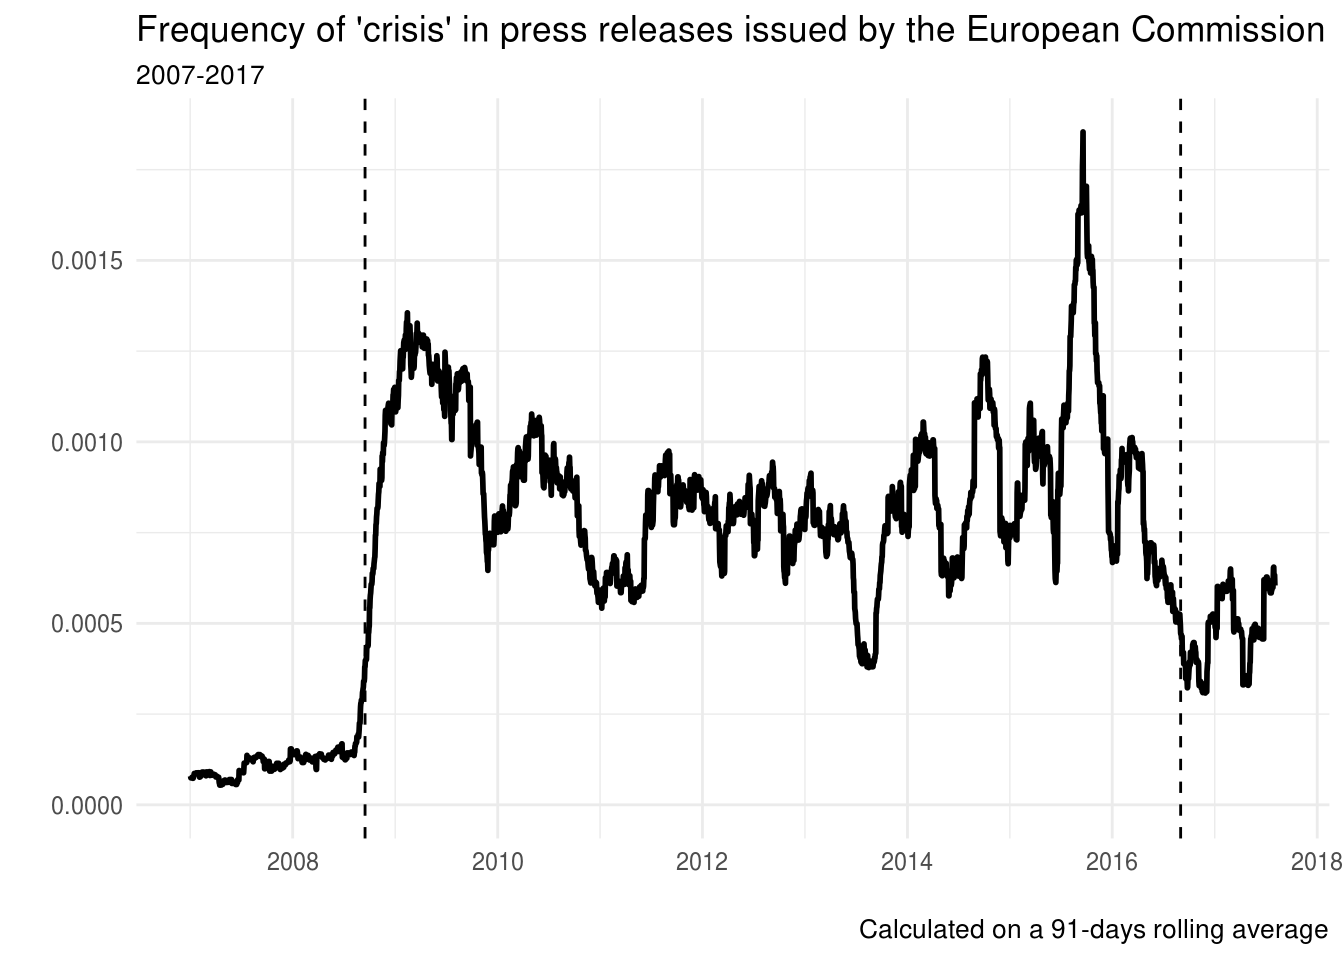 Frequency of 'crisis' in press releases issued by the European Commission
2007-2017
0.0015
0.0010
0.0005
0.0000
2008 2010 2012 2014 2016 2018
Calculated on a 91-days rolling average